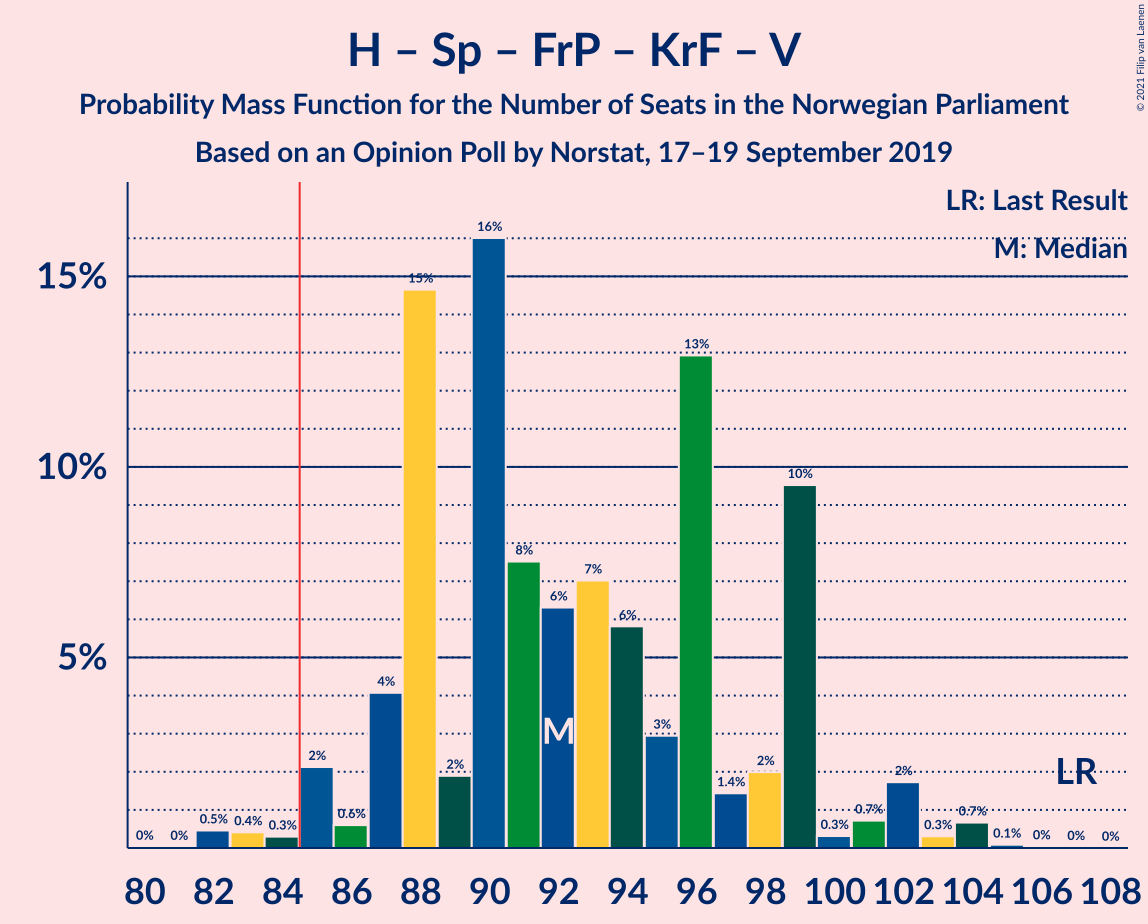 H – Sp – FrP – KrF – V
Probability Mass Function for the Number of Seats in the Norwegian Parliament
Based on an Opinion Poll by Norstat, 17–19 September 2019
© 2021 Filip van Laenen
LR: Last Result
M: Median
15%
10%
5%
0% 0% 0.5% 0.4% 0.3% 2% 0.6% 4% 15% 2% 16% 8% 6% 7% 6% 3% 13% 1.4% 2% 10% 0.3% 0.7% 2% 0.3% 0.7% 0.1% 0% 0% 0%
M
LR
80 82 84 86 88 90 92 94 96 98 100 102 104 106 108